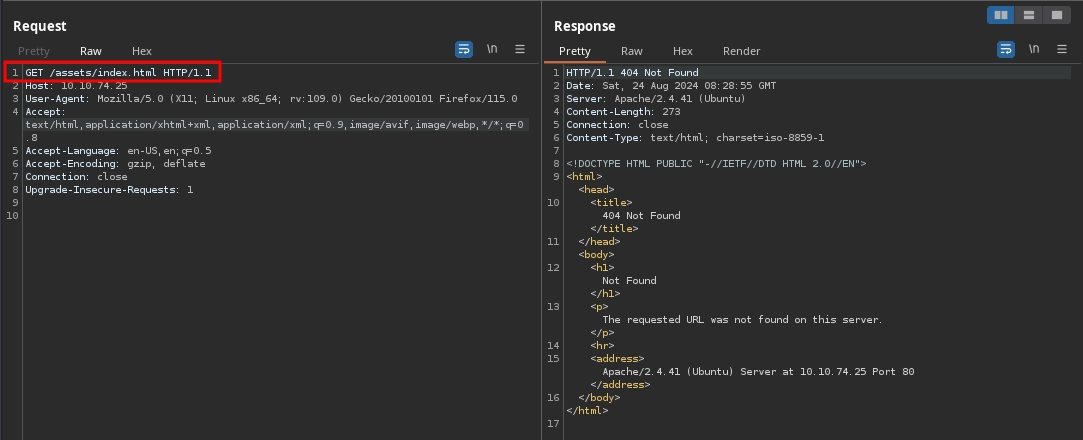 Request
Pretty Raw Hex
\n
1 GET /assets/index.html HTTP/1.1
2 Host: 10.10.74.25
3 User-Agent: Mozilla/5.0 (X11; Linux x86_64; rv:109.0) Gecko/20100101 Firefox/115.0
4 Accept:
text/html,application/xhtml+xml,application/xml;q=0.9,image/avif,image/webp,*/*;q=0.
8
5 Accept-Language: en-US,en;q=0.5
6 Accept-Encoding: gzip, deflate
7 Connection: close
8 Upgrade-Insecure-Requests: 1
9
10
Response
Pretty Raw Hex Render
\n
1 HTTP/1.1 404 Not Found
2 Date: Sat, 24 Aug 2024 08:28:55 GMT
3 Server: Apache/2.4.41 (Ubuntu)
4 Content-Length: 273
5 Connection: close
6 Content-Type: text/html; charset=iso-8859-1
7
8 <!DOCTYPE HTML PUBLIC "-//IETF//DTD HTML 2.0//EN">
9 <html>
<head>
10 <title>
404 Not Found
</title>
11 </head>
<body>
12 <h1>
Not Found
</h1>
13 <p>
The requested URL was not found on this server.
</p>
14 <hr>
15 <address>
Apache/2.4.41 (Ubuntu) Server at 10.10.74.25 Port 80
</address>
16 </body>
</html>
17